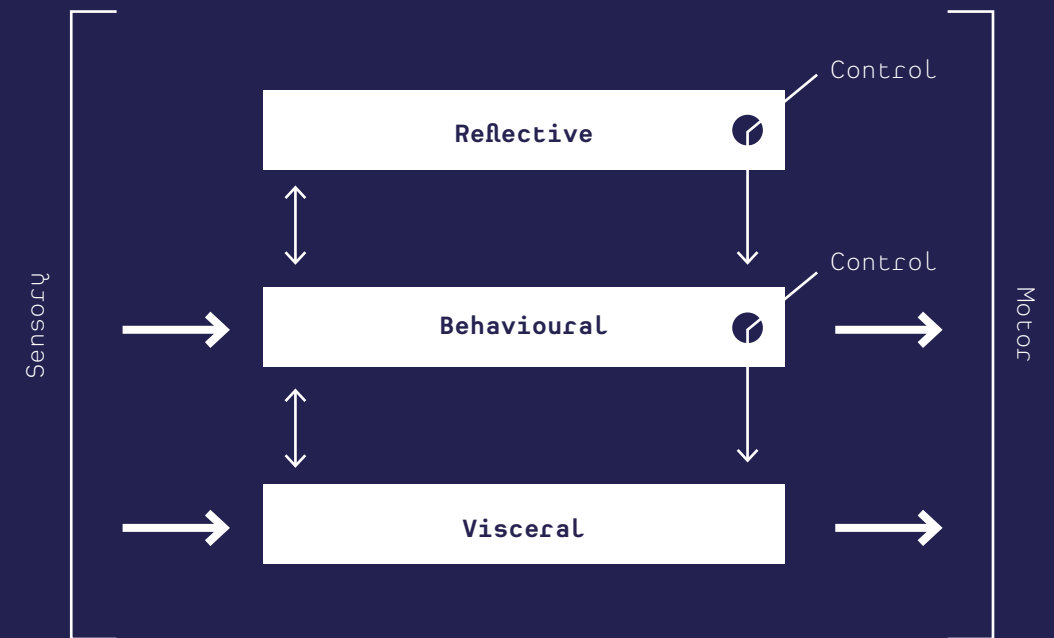 Control
Reflective
Control
Sensory
Behavioural
Motor
Visceral